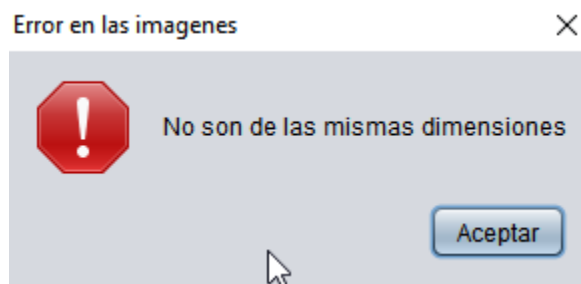 Error en las imagenes
No son de las mismas dimensiones
Aceptar